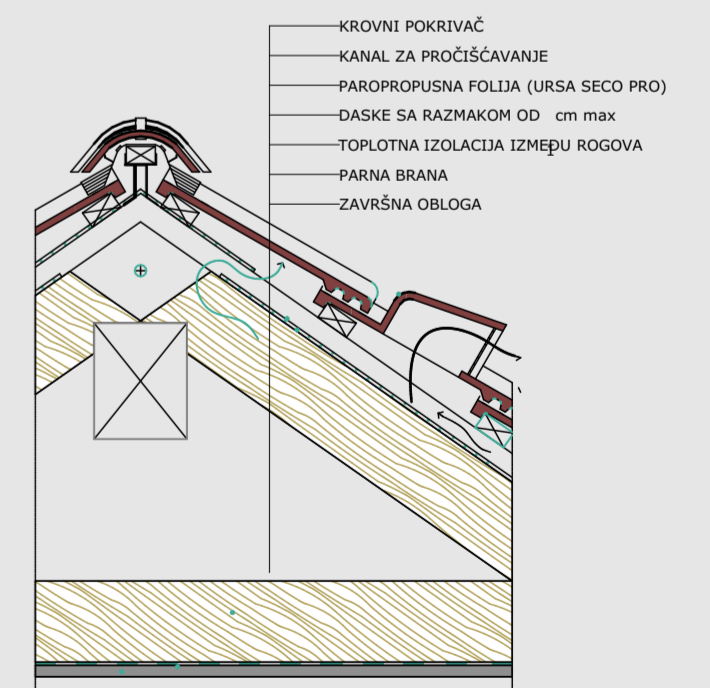 KROVNI POKRIVAČ
KANAL ZA PROČIŠĆAVANJE
PAROPROPUSNA FOLIJA (URSA SECO PRO)
DASKE SA RAZMAKOM OD cm max
TOPLOTNA IZOLACIJA IZMEĐU ROGOVA
PARNA BRANA
ZAVRŠNA OBLOGA